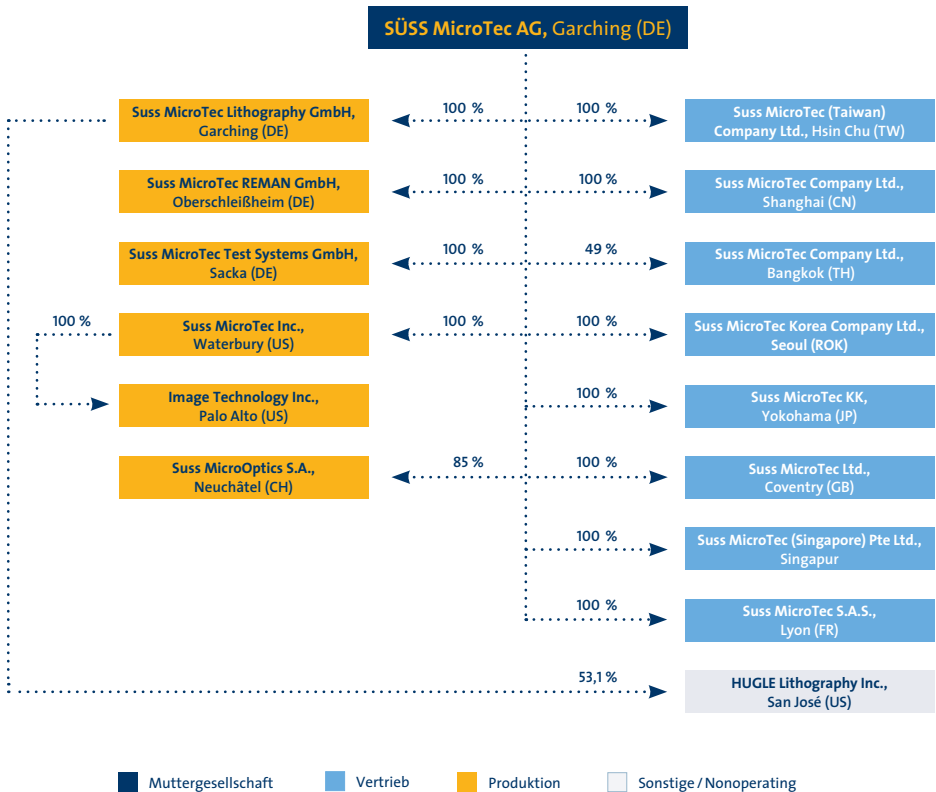 SÜSS MicroTec AG, Garching (DE)
Suss MicroTec Lithography GmbH,
Garching (DE)
100 %
100 %
Suss MicroTec (Taiwan)
Company Ltd., Hsin Chu (TW)
Suss MicroTec REMAN GmbH,
Oberschleißheim (DE)
100 %
100 %
Suss MicroTec Company Ltd.,
Shanghai (CN)
Suss MicroTec Test Systems GmbH,
Sacka (DE)
100 %
49 %
Suss MicroTec Company Ltd.,
Bangkok (TH)
100 %
Suss MicroTec Inc.,
Waterbury (US)
100 %
100 %
Suss MicroTec Korea Company Ltd.,
Seoul (ROK)
Image Technology Inc.,
Palo Alto (US)
100 %
Suss MicroTec KK,
Yokohama (JP)
Suss MicroOptics S.A.,
Neuchâtel (CH)
85 %
100 %
Suss MicroTec Ltd.,
Coventry (GB)
100 %
Suss MicroTec (Singapore) Pte Ltd.,
Singapur
100 %
Suss MicroTec S.A.S.,
Lyon (FR)
53,1 %
HUGLE Lithography Inc.,
San José (US)
Muttergesellschaft
Vertrieb
Produktion
Sonstige / Nonoperating